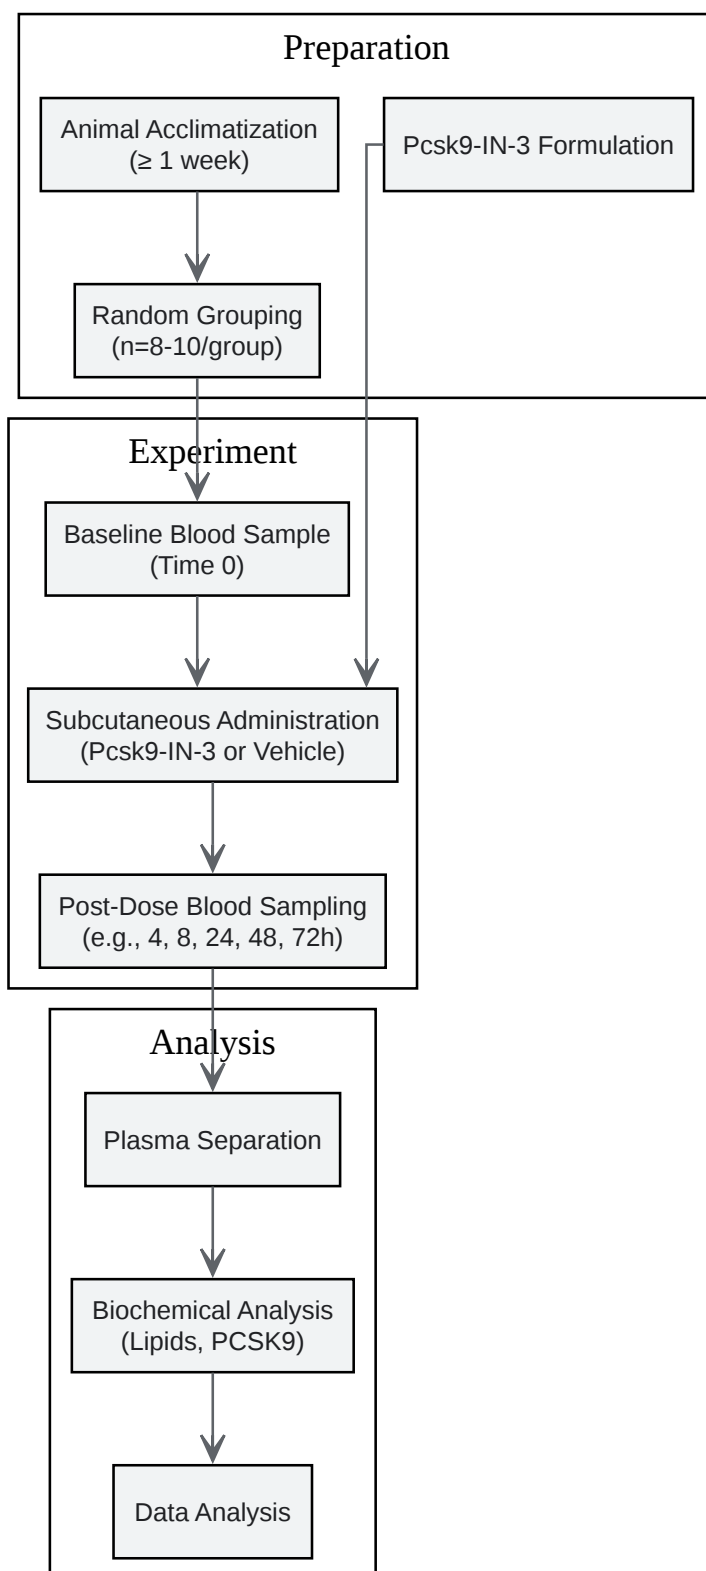 Preparation
Animal Acclimatization
(≥ 1 week)
Pcsk9-IN-3 Formulation
Random Grouping
(n=8-10/group)
Experiment
Baseline Blood Sample
(Time 0)
Subcutaneous Administration
(Pcsk9-IN-3 or Vehicle)
Post-Dose Blood Sampling
(e.g., 4, 8, 24, 48, 72h)
Analysis
Plasma Separation
Biochemical Analysis
(Lipids, PCSK9)
Data Analysis